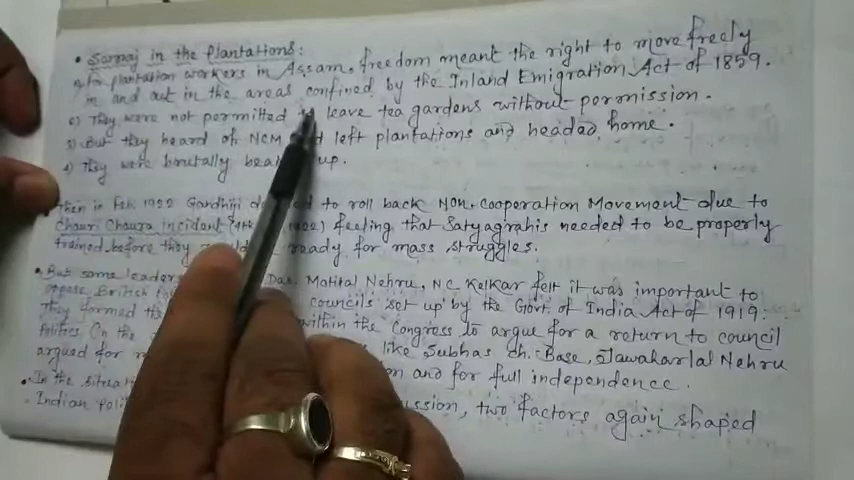 • Swaraj in the Plantations:
1) For plantation workers in Assam, freedom meant the right to move freely
in and out in the areas confined by the Inland Emigration Act of 1859.
2) They were not permitted to leave tea gardens without permission.
3) But they heard of NCM left plantations and headed home.
4) They were brutally up.
Then in Feb 1922 Gandhiji to roll back Non-Cooperation Movement due to
Chauri Chaura incident feeling that Satyagrahis needed to be properly
trained before they ready for mass struggles.
• But some leaders Das, Motilal Nehru, NC Kelkar felt it was important to
oppose British councils set up by the Govt. of India Act of 1919.
They formed within the Congress to argue for a return to council
Politics. On the like Subhas Ch. Bose, Jawaharlal Nehru
argued for and for full independence.
• In the situati
Indian two factors again shaped